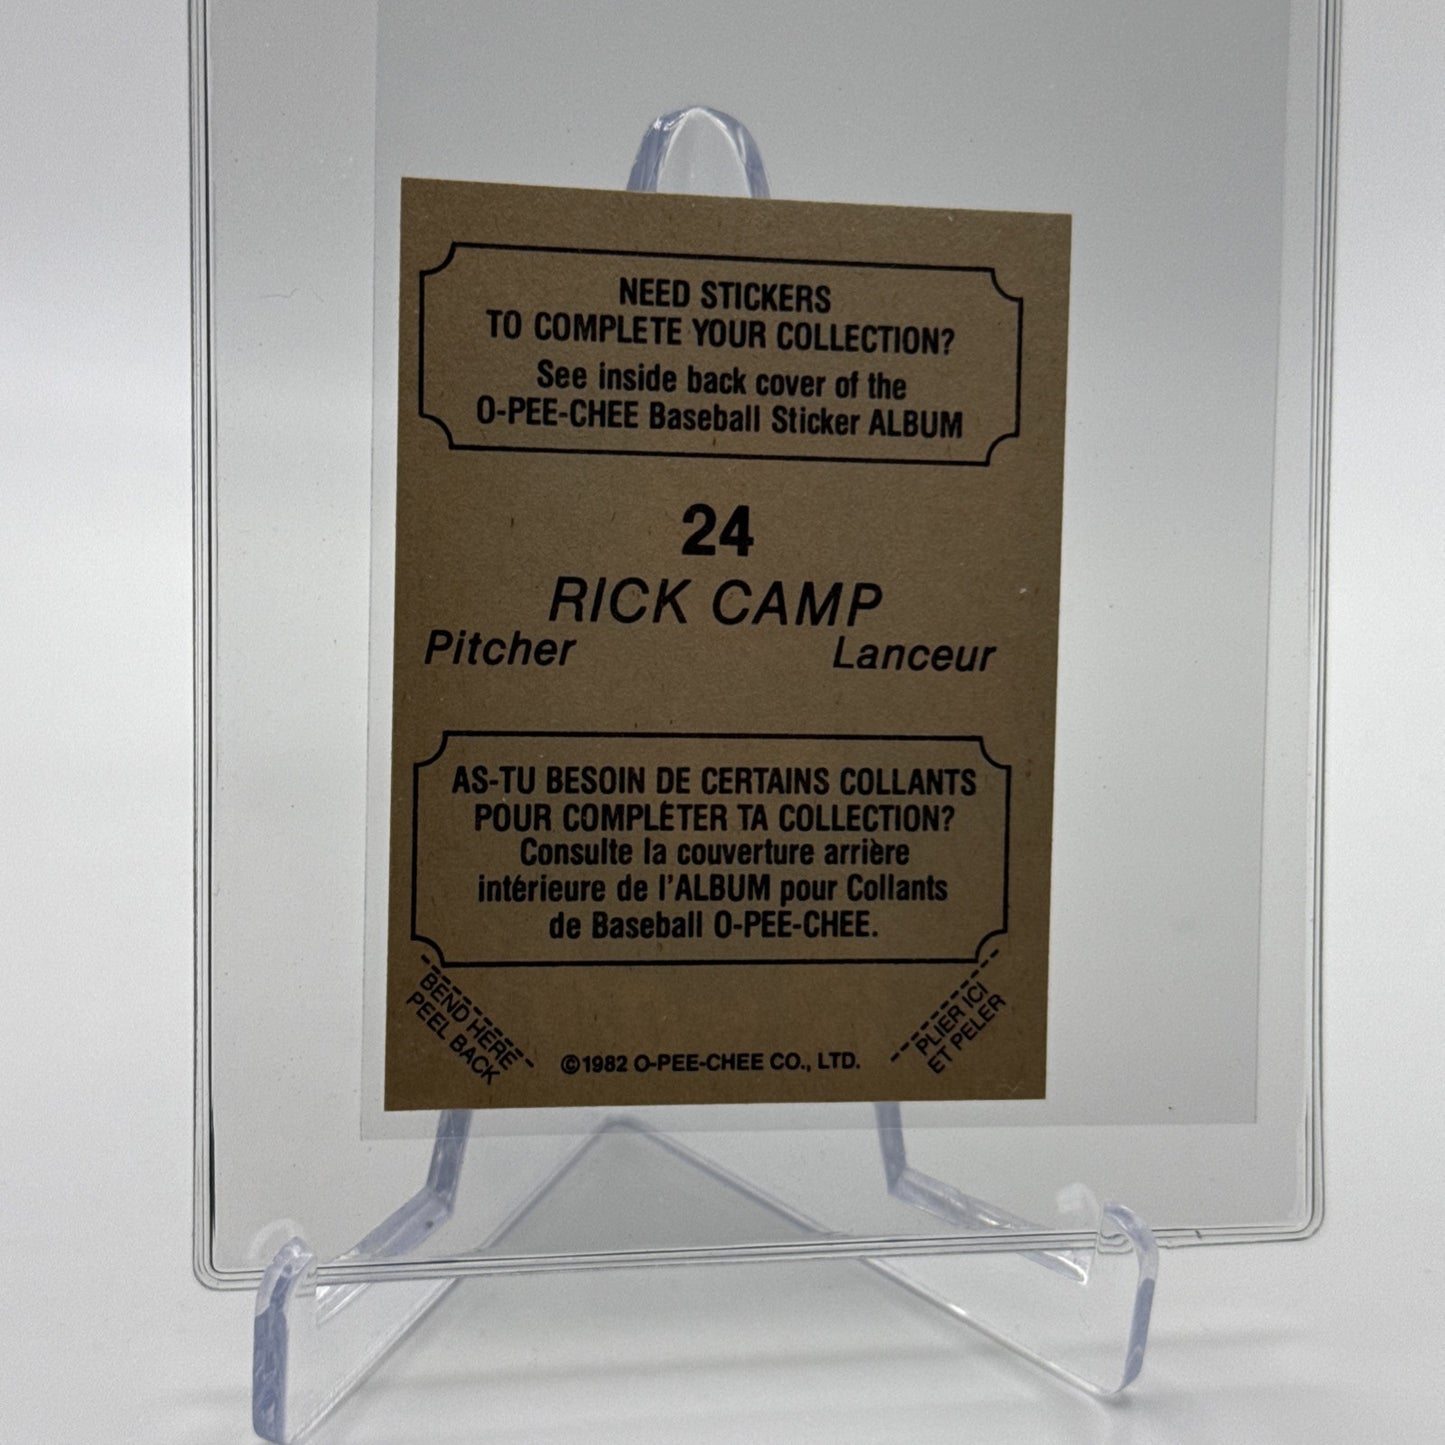 NEED STICKERS
TO COMPLETE YOUR COLLECTION?
See inside back cover of the
O-PEE-CHEE Baseball Sticker ALBUM
24
RICK CAMP
Pitcher Lanceur
AS-TU BESOIN DE CERTAINS COLLANTS
POUR COMPLÉTER TA COLLECTION?
Consulte la couverture arrière
intérieure de l'ALBUM pour Collants
de Baseball O-PEE-CHEE.
BEND HERE
PEEL BACK
©1982 O-PEE-CHEE CO., LTD.
PLIER ICI
ET PELER